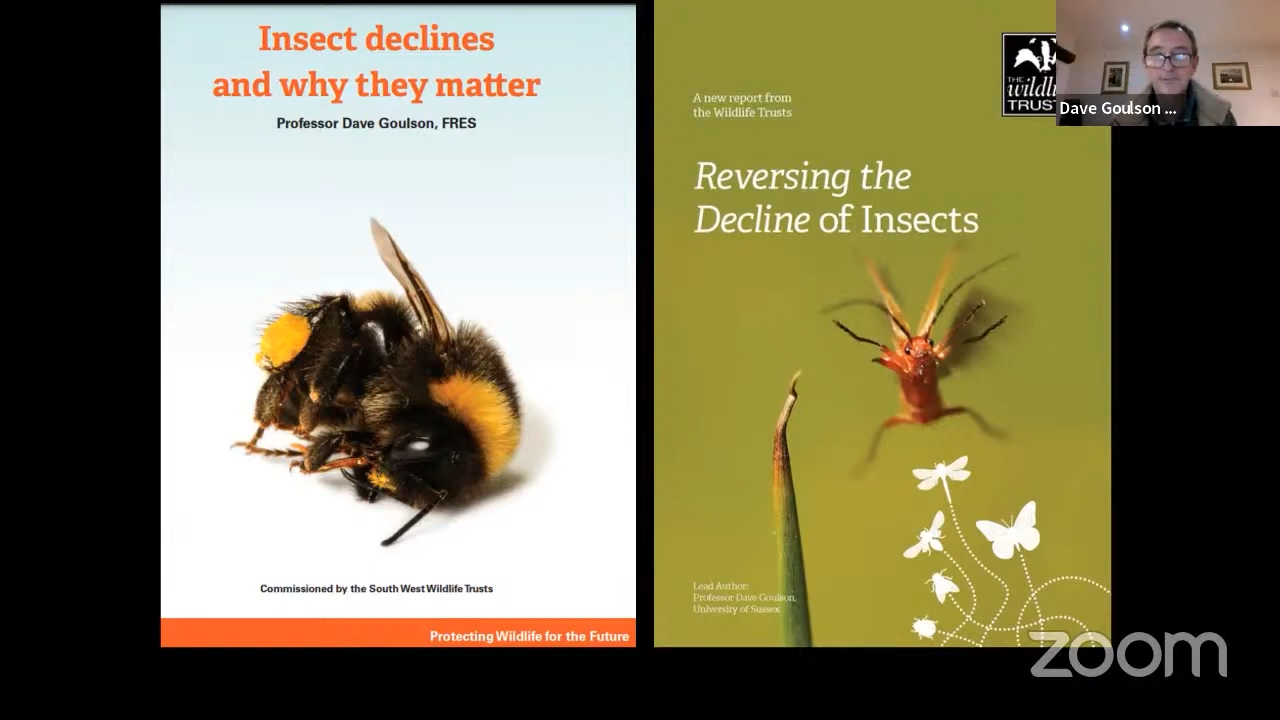 Insect declines
and why they matter
Professor Dave Goulson, FRES
Commissioned by the South West Wildlife Trusts
Protecting Wildlife for the Future
A new report from
the Wildlife Trusts
Reversing the
Decline of Insects
Lead Author:
Professor Dave Goulson,
University of Sussex
THE
TRUST
Dave Goulson ...
zoom